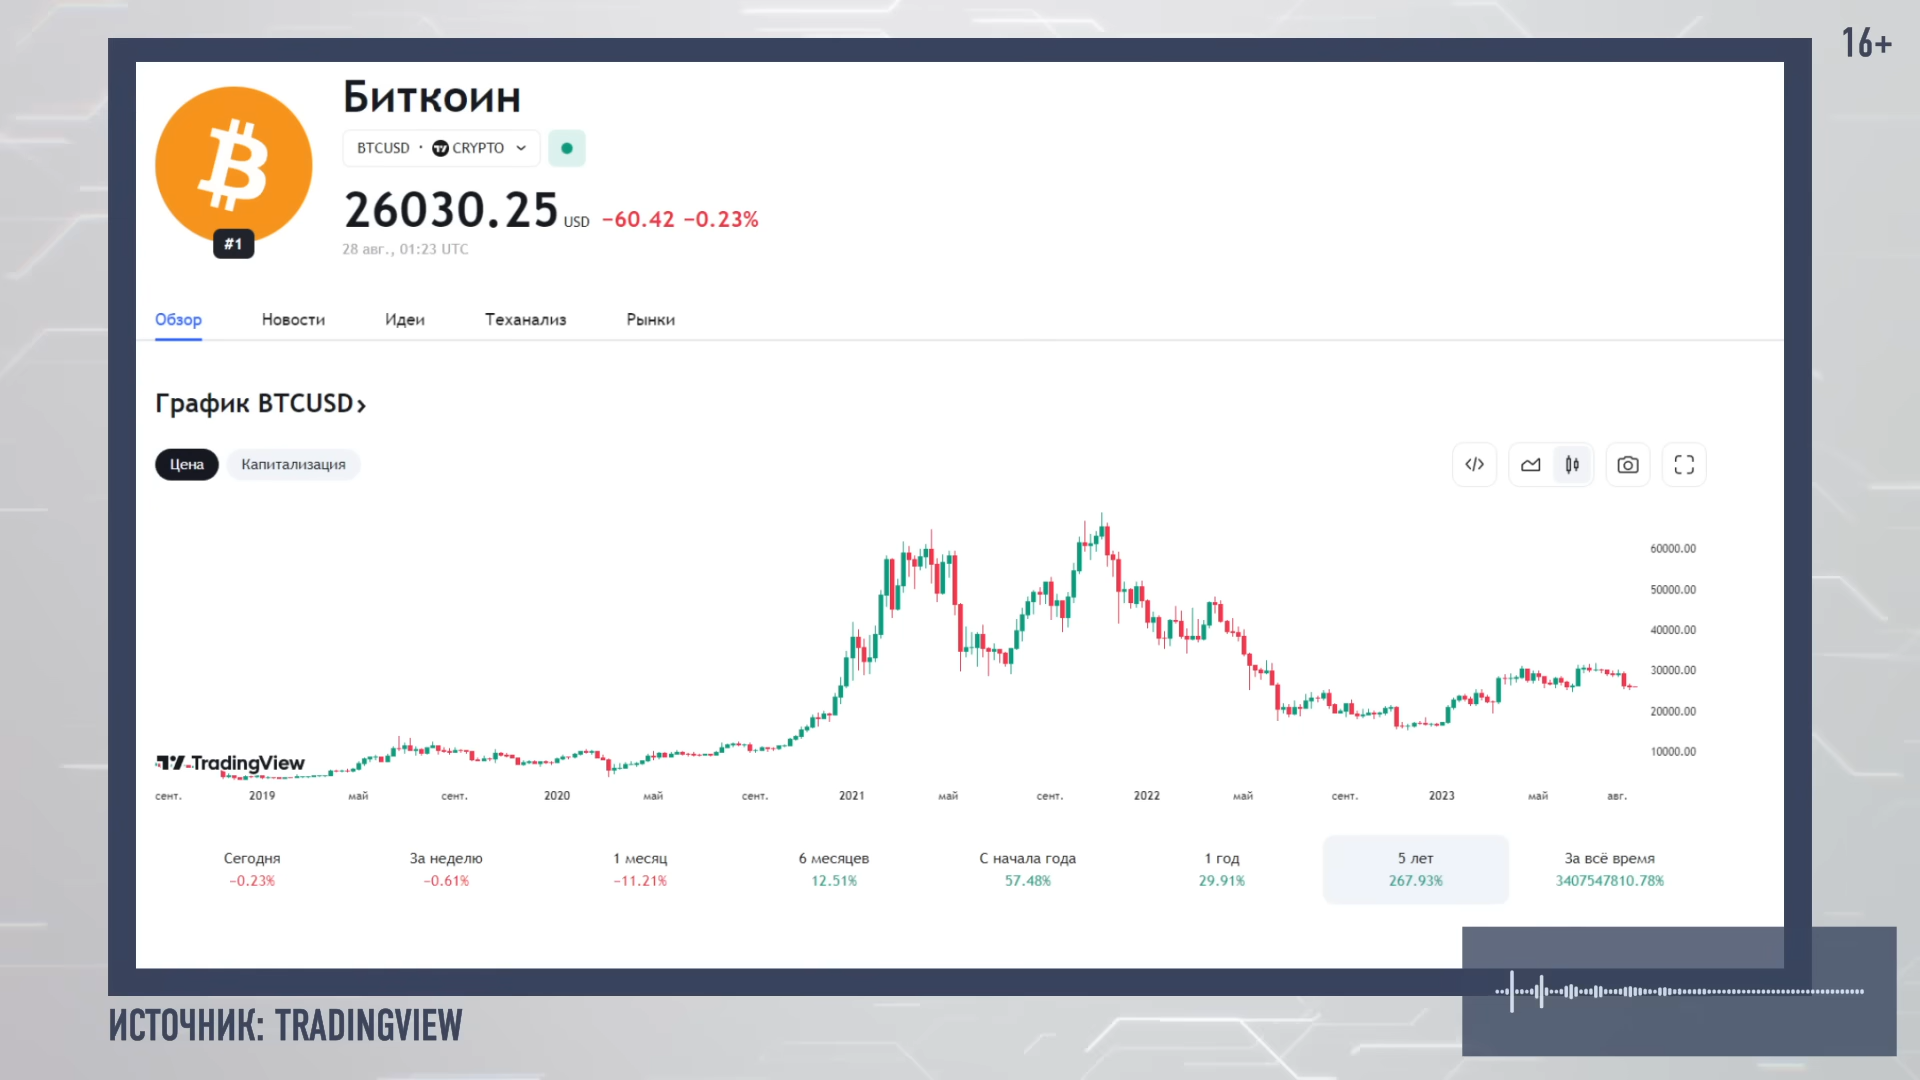 16+
Биткоин
BTCUSD · CRYPTO
26030.25 USD −60.42 −0.23%
#1
28 авг., 01:23 UTC
Обзор Новости Идеи Теханализ Рынки
График BTCUSD
Цена Капитализация
60000.00
50000.00
40000.00
30000.00
20000.00
10000.00
TradingView
сент. 2019 май сент. 2020 май сент. 2021 май сент. 2022 май сент. 2023 май авг.
Сегодня За неделю 1 месяц 6 месяцев С начала года 1 год 5 лет За всё время
−0.23% −0.61% −11.21% 12.51% 57.48% 29.91% 267.93% 3407547810.78%
ИСТОЧНИК: TRADINGVIEW